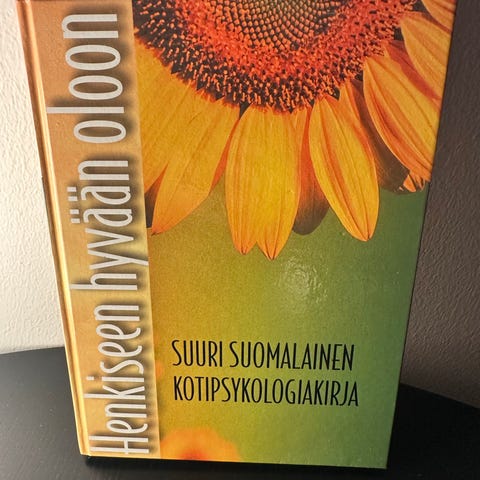 Henkiseen hyvään oloon
SUURI SUOMALAINEN
KOTIPSYKOLOGIAKIRJA